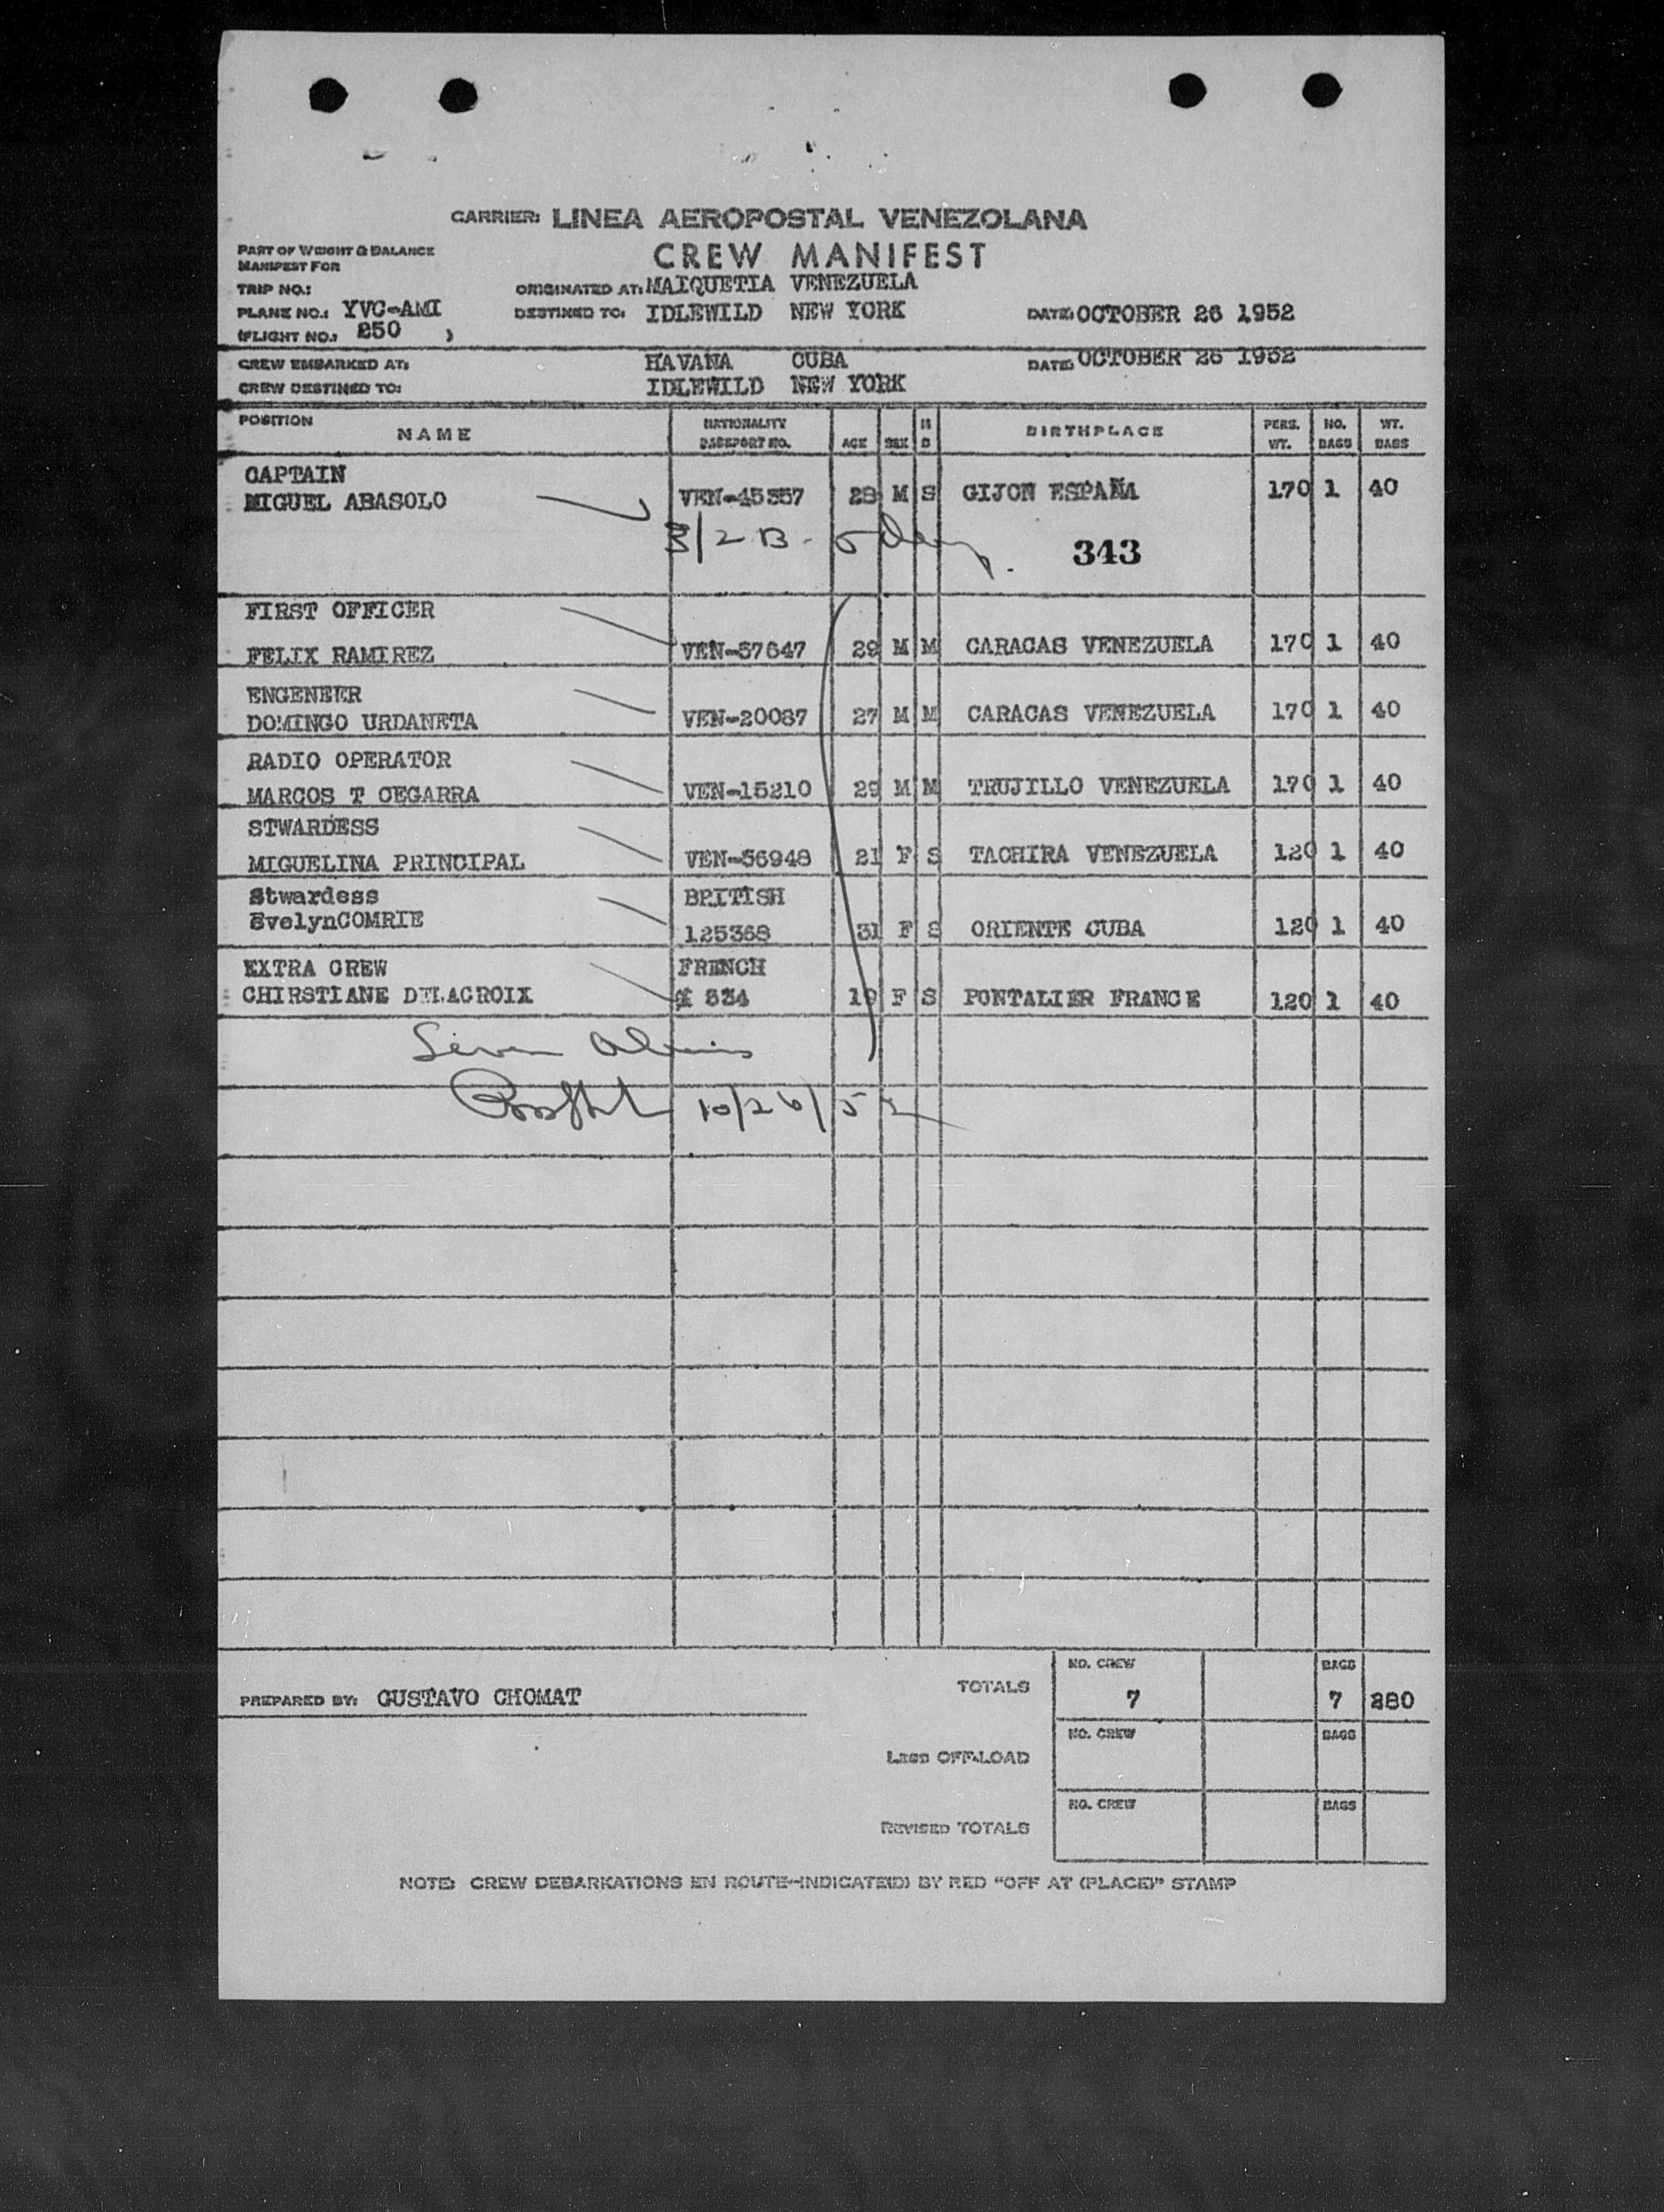 CARRIER: LINEA AEROPOSTAL VENEZOLANA
PART OF WEIGHT & BALANCE
MANIFEST FOR
CREW MANIFEST
TRIP NO.:
ORIGINATED AT: MAIQUETIA VENEZUELA
PLANE NO.: YVC-AMI
DESTINED TO: IDLEWILD NEW YORK
DATE: OCTOBER 26 1952
(FLIGHT NO.: 250 )
CREW EMBARKED AT: HAVANA CUBA
DATE: OCTOBER 26 1952
CREW DESTINED TO: IDLEWILD NEW YORK
POSITION
NAME
NATIONALITY
PASSPORT NO.
AGE
SEX
M
S
BIRTHPLACE
PERS.
WT.
NO.
BAGS
WT.
BAGS
CAPTAIN
MIGUEL ABASOLO VEN-45357 28 M S GIJON ESPAÑA 170 1 40
343
FIRST OFFICER
FELIX RAMIREZ VEN-57647 29 M M CARACAS VENEZUELA 170 1 40
ENGENEER
DOMINGO URDANETA VEN-20087 27 M M CARACAS VENEZUELA 170 1 40
RADIO OPERATOR
MARCOS T CEGARRA VEN-15210 29 M M TRUJILLO VENEZUELA 170 1 40
STWARDESS
MIGUELINA PRINCIPAL VEN-56948 21 F S TACHIRA VENEZUELA 120 1 40
Stwardess BRITISH
EvelynCOMRIE 125368 31 F S ORIENTE CUBA 120 1 40
EXTRA CREW FRENCH
CHIRSTIANE DELACROIX 334 19 F S PONTALIER FRANCE 120 1 40
Seven Aliens
10/26/52
PREPARED BY: GUSTAVO CHOMAT
TOTALS
NO. CREW
7
BAGS
7 280
LESS OFF-LOAD
NO. CREW
BAGS
REVISED TOTALS
NO. CREW
BAGS
NOTE: CREW DEBARKATIONS EN ROUTE-INDICATE(D) BY RED "OFF AT (PLACE)" STAMP